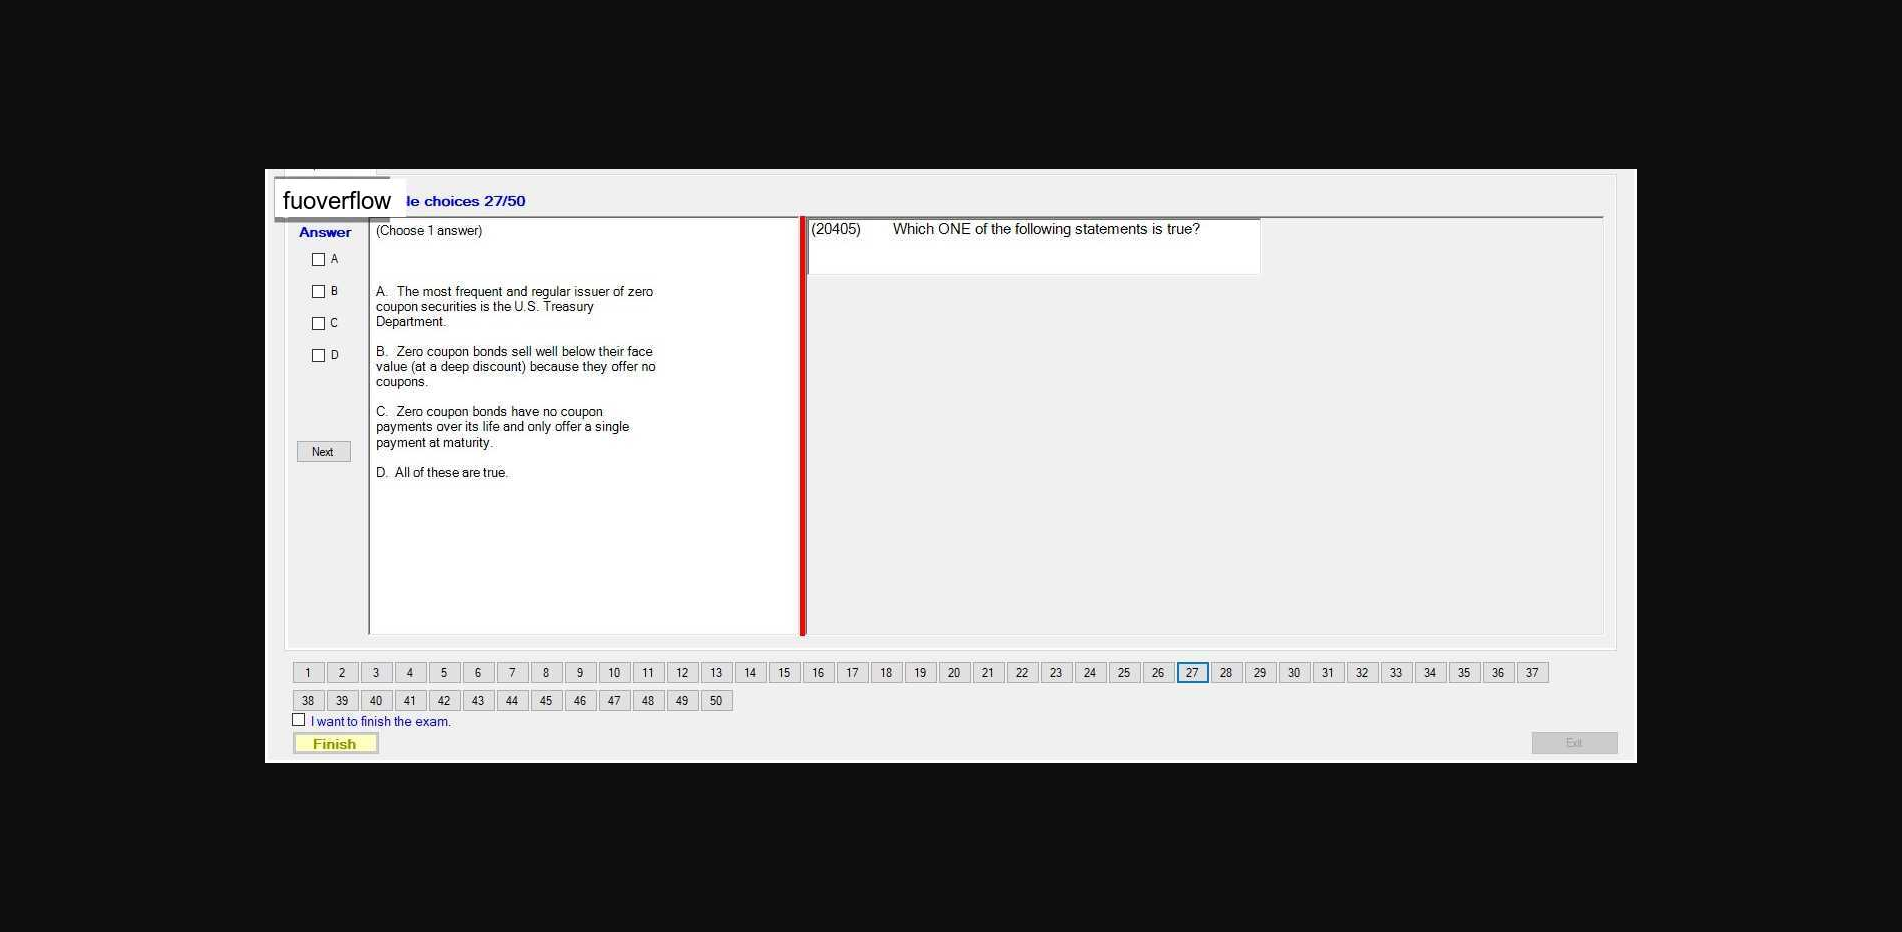 fuoverflow
le choices 27/50
Answer
A
B
C
D
Next
(Choose 1 answer)
A. The most frequent and regular issuer of zero
coupon securities is the U.S. Treasury
Department.
B. Zero coupon bonds sell well below their face
value (at a deep discount) because they offer no
coupons.
C. Zero coupon bonds have no coupon
payments over its life and only offer a single
payment at maturity.
D. All of these are true.
(20405) Which ONE of the following statements is true?
1 2 3 4 5 6 7 8 9 10 11 12 13 14 15 16 17 18 19 20 21 22 23 24 25 26 27 28 29 30 31 32 33 34 35 36 37
38 39 40 41 42 43 44 45 46 47 48 49 50
I want to finish the exam.
Finish
Exit